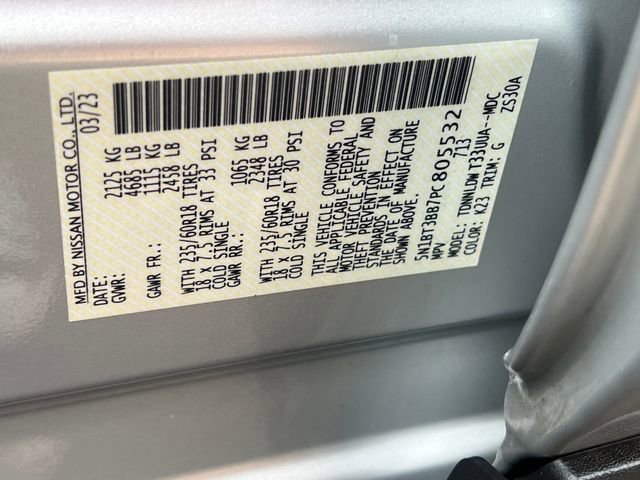 MFD BY NISSAN MOTOR CO., LTD.
DATE: 03/23
GVWR: 2125 KG
4685 LB
GAWR FR.: 1115 KG
2458 LB
WITH 235/60R18 TIRES
18 X 7.5 RIMS AT 33 PSI
COLD SINGLE
GAWR RR.: 1065 KG
2348 LB
WITH 235/60R18 TIRES
18 X 7.5 RIMS AT 30 PSI
COLD SINGLE
THIS VEHICLE CONFORMS TO
ALL APPLICABLE FEDERAL
MOTOR VEHICLE SAFETY AND
THEFT PREVENTION
STANDARDS IN EFFECT ON
THE DATE OF MANUFACTURE
SHOWN ABOVE.
5N1BT3BB7PC805532
MPV 713
MODEL: TDNNLDW T33UUA--MDC
COLOR: K23 TRIM: G ZS30A